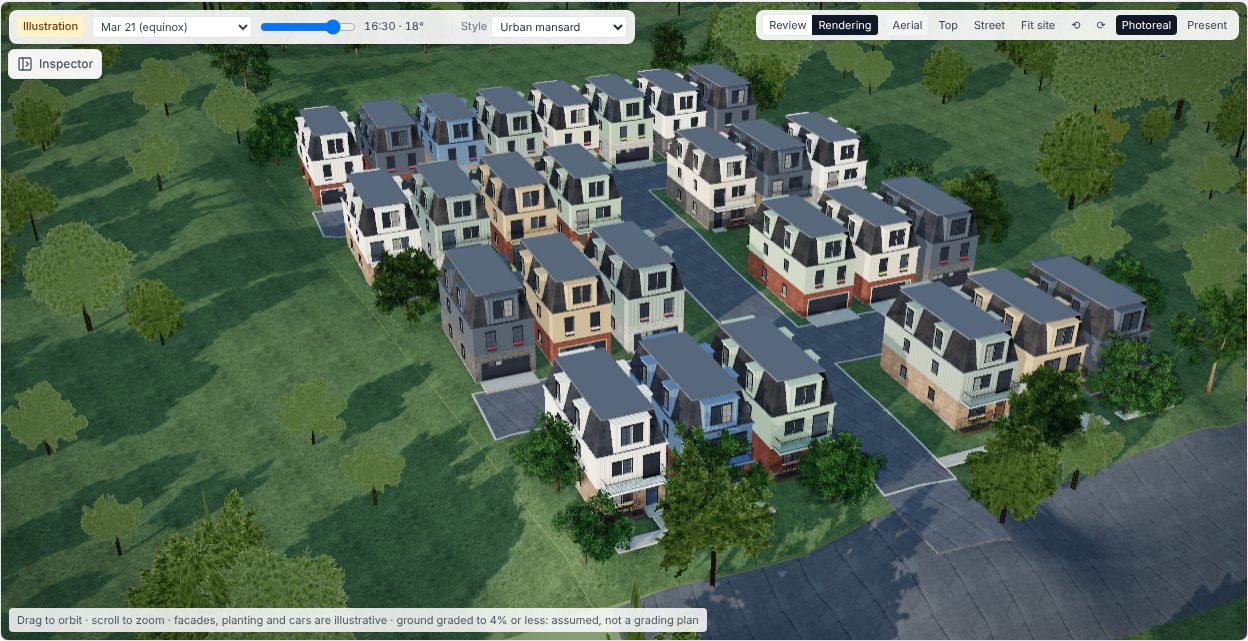 Illustration Mar 21 (equinox) 16:30 · 18° Style Urban mansard Review Rendering Aerial Top Street Fit site Photoreal Present
Inspector
Drag to orbit · scroll to zoom · facades, planting and cars are illustrative · ground graded to 4% or less: assumed, not a grading plan